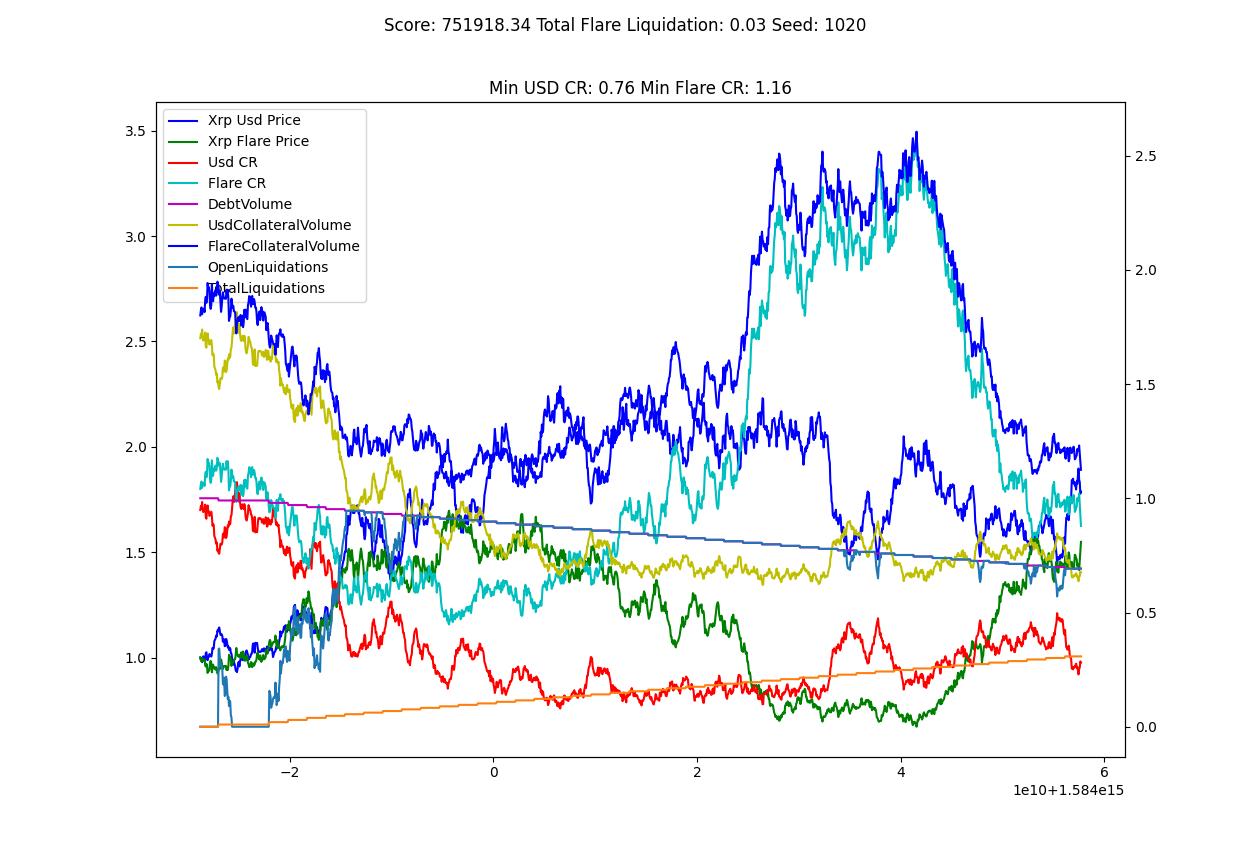 Score: 751918.34 Total Flare Liquidation: 0.03 Seed: 1020
Min USD CR: 0.76 Min Flare CR: 1.16
Xrp Usd Price
Xrp Flare Price
Usd CR
Flare CR
DebtVolume
UsdCollateralVolume
FlareCollateralVolume
OpenLiquidations
TotalLiquidations
3.5
3.0
2.5
2.0
1.5
1.0
2.5
2.0
1.5
1.0
0.5
0.0
−2
0
2
4
6
1e10+1.584e15